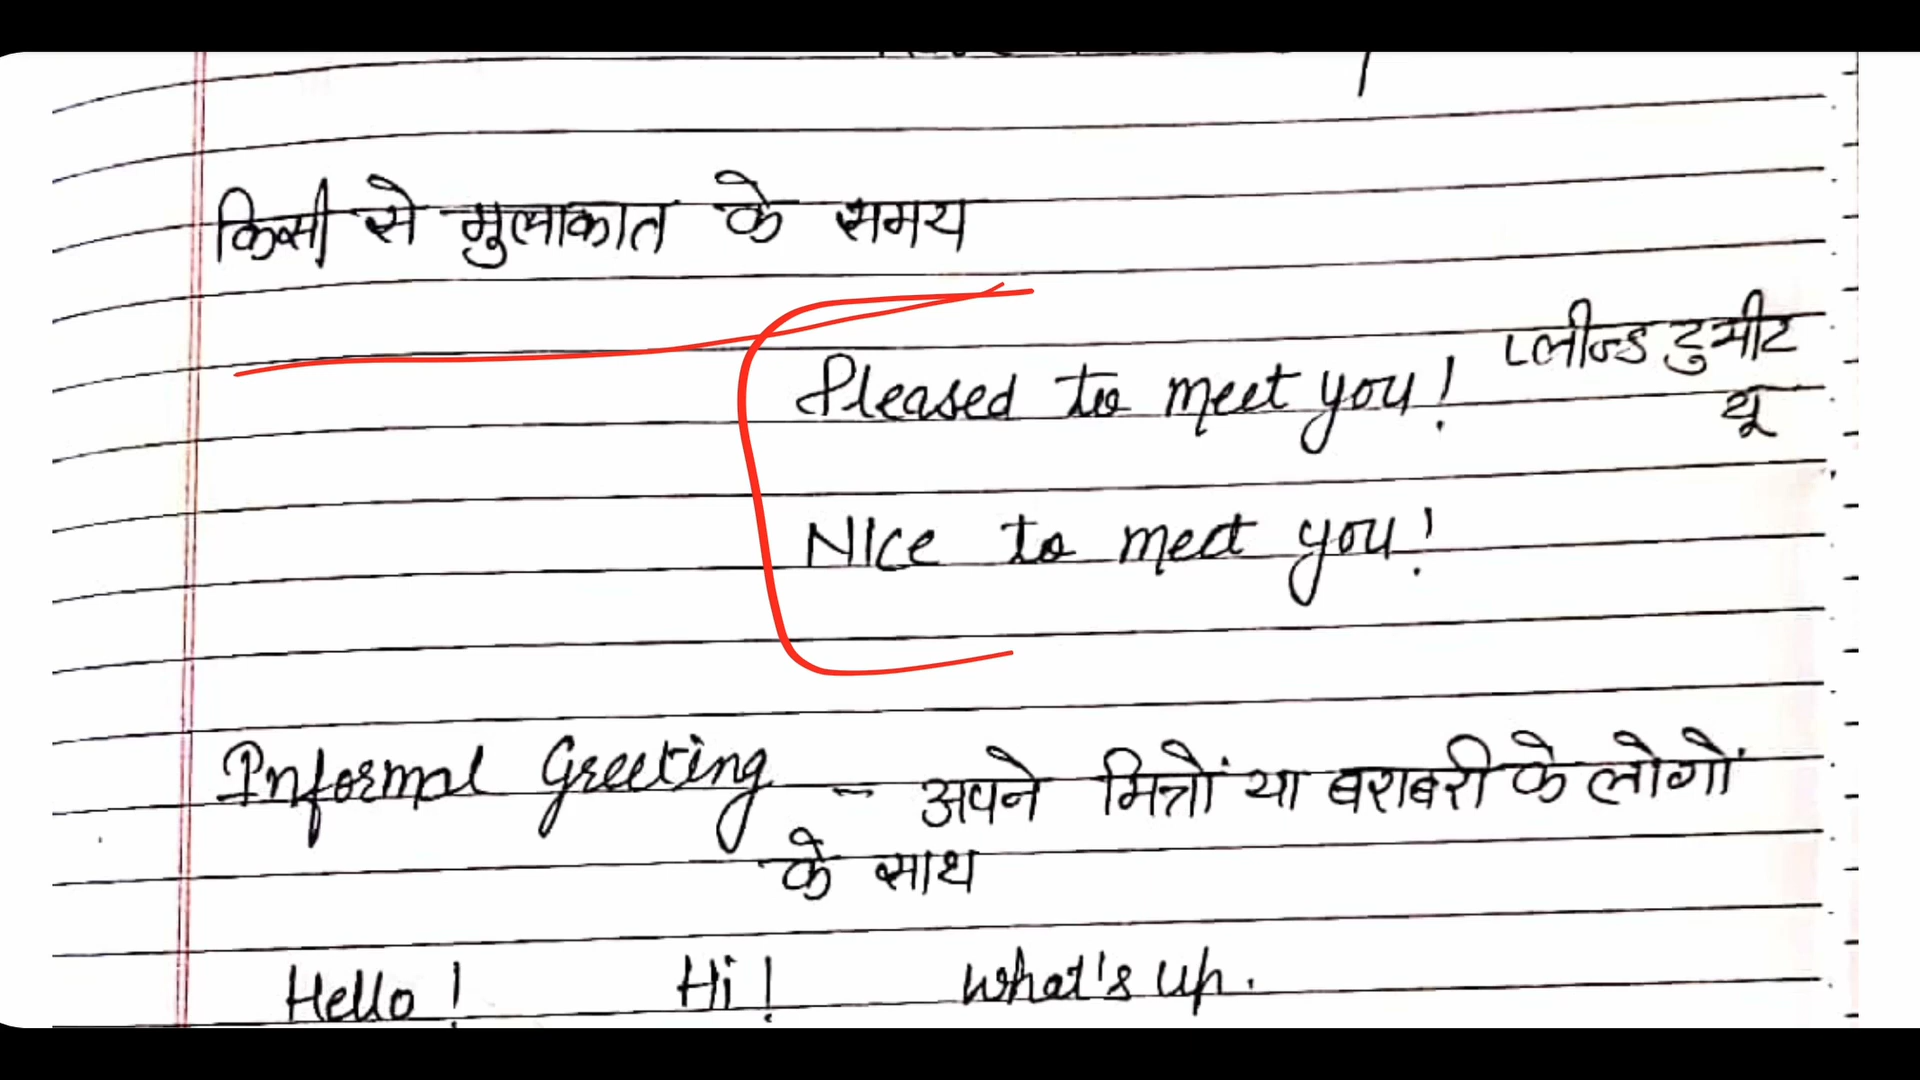 किसी से मुलाकात के समय
Pleased to meet you! प्लीज्ड टु मीट
यू
Nice to meet you!
Informal Greeting - अपने मित्रों या बराबरी के लोगों
के साथ
Hello! Hi! What's up.